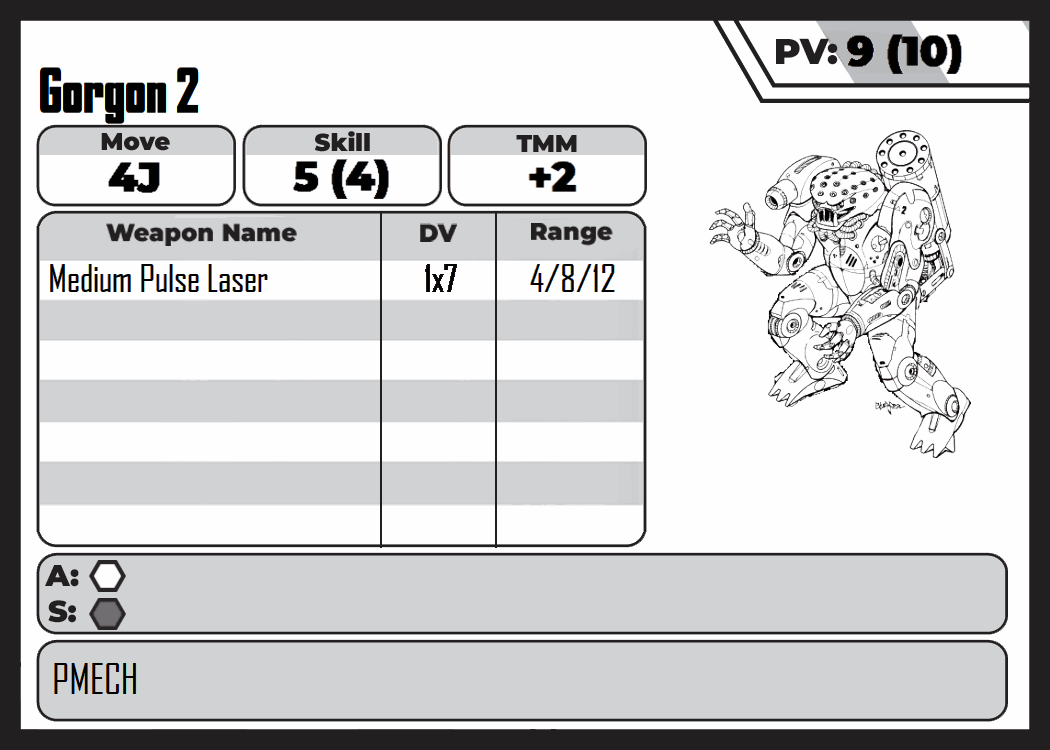 PV: 9 (10)
Gorgon 2
Move Skill TMM
4J 5 (4) +2
Weapon Name DV Range
Medium Pulse Laser 1x7 4/8/12
A:
S:
PMECH
2